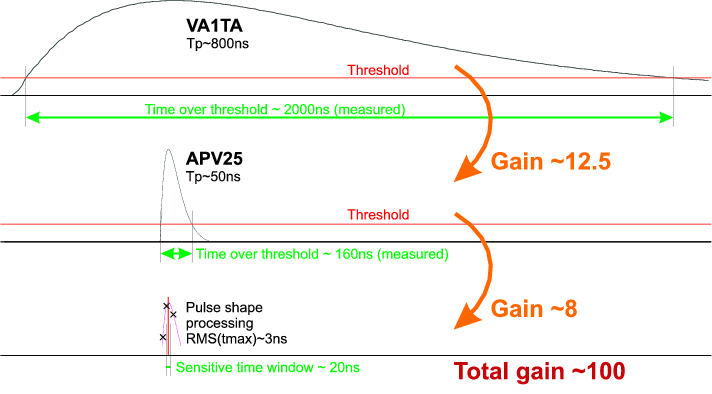 VA1TA
Tp~800ns
Threshold
Time over threshold ~ 2000ns (measured)
APV25
Tp~50ns
Gain ~12.5
Threshold
Time over threshold ~ 160ns (measured)
Pulse shape
processing
RMS(tmax)~3ns
Gain ~8
Sensitive time window ~ 20ns
Total gain ~100